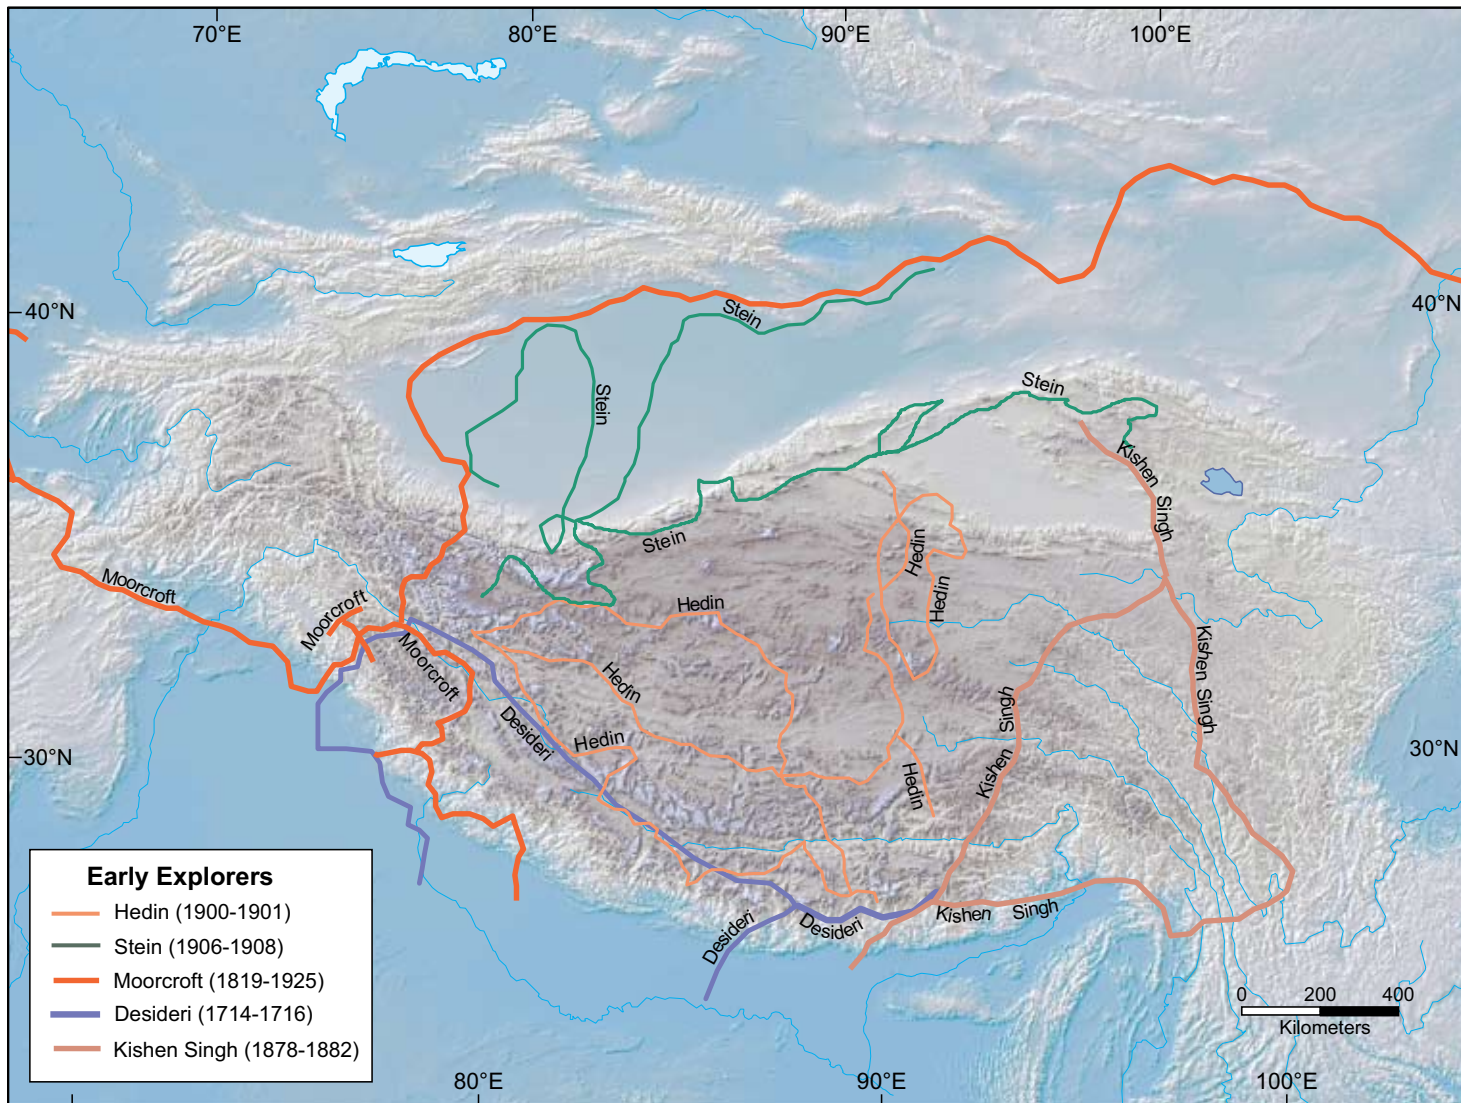 70°E
80°E
90°E
100°E
40°N
40°N
Stein
Stein
Stein
Kishen
Singh
Stein
Hedin
Hedin
Moorcroft
Moorcroft
Moorcroft
Hedin
Hedin
Kishen
Singh
Desideri
Hedin
Singh
Kishen
Hedin
30°N
30°N
Desideri
Desideri
Kishen
Singh
Early Explorers
Hedin (1900-1901)
Stein (1906-1908)
Moorcroft (1819-1925)
Desideri (1714-1716)
Kishen Singh (1878-1882)
0 200 400
Kilometers
80°E
90°E
100°E